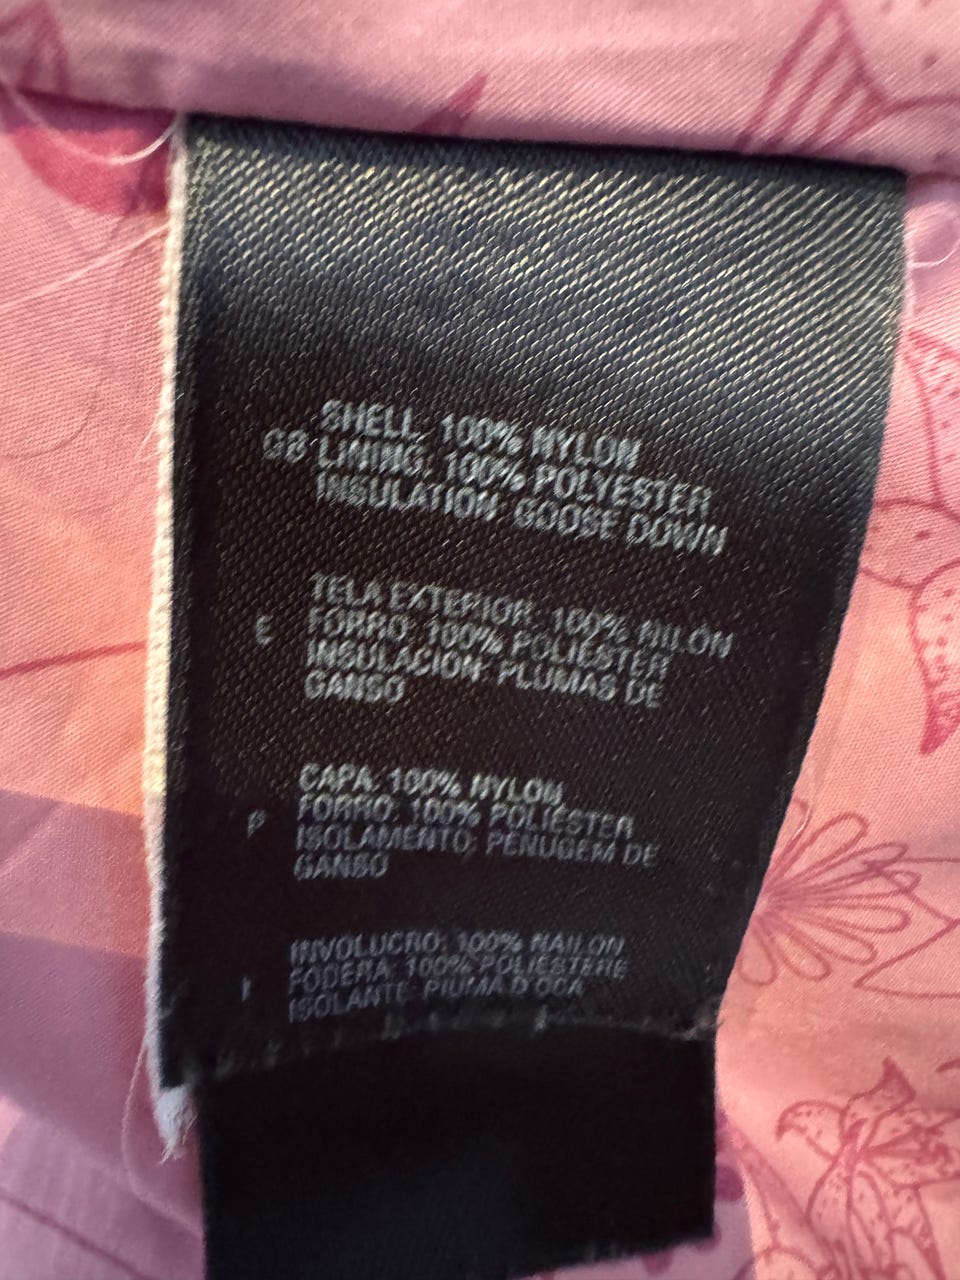 SHELL: 100% NYLON
GB LINING: 100% POLYESTER
INSULATION: GOOSE DOWN
TELA EXTERIOR: 100% NILON
E FORRO: 100% POLIESTER
INSULACION: PLUMAS DE
GANSO
CAPA: 100% NYLON
P FORRO: 100% POLIESTER
ISOLAMENTO: PENUGEM DE
GANSO
INVOLUCRO: 100% NAILON
I FODERA: 100% POLIESTERE
ISOLANTE: PIUMA D'OCA